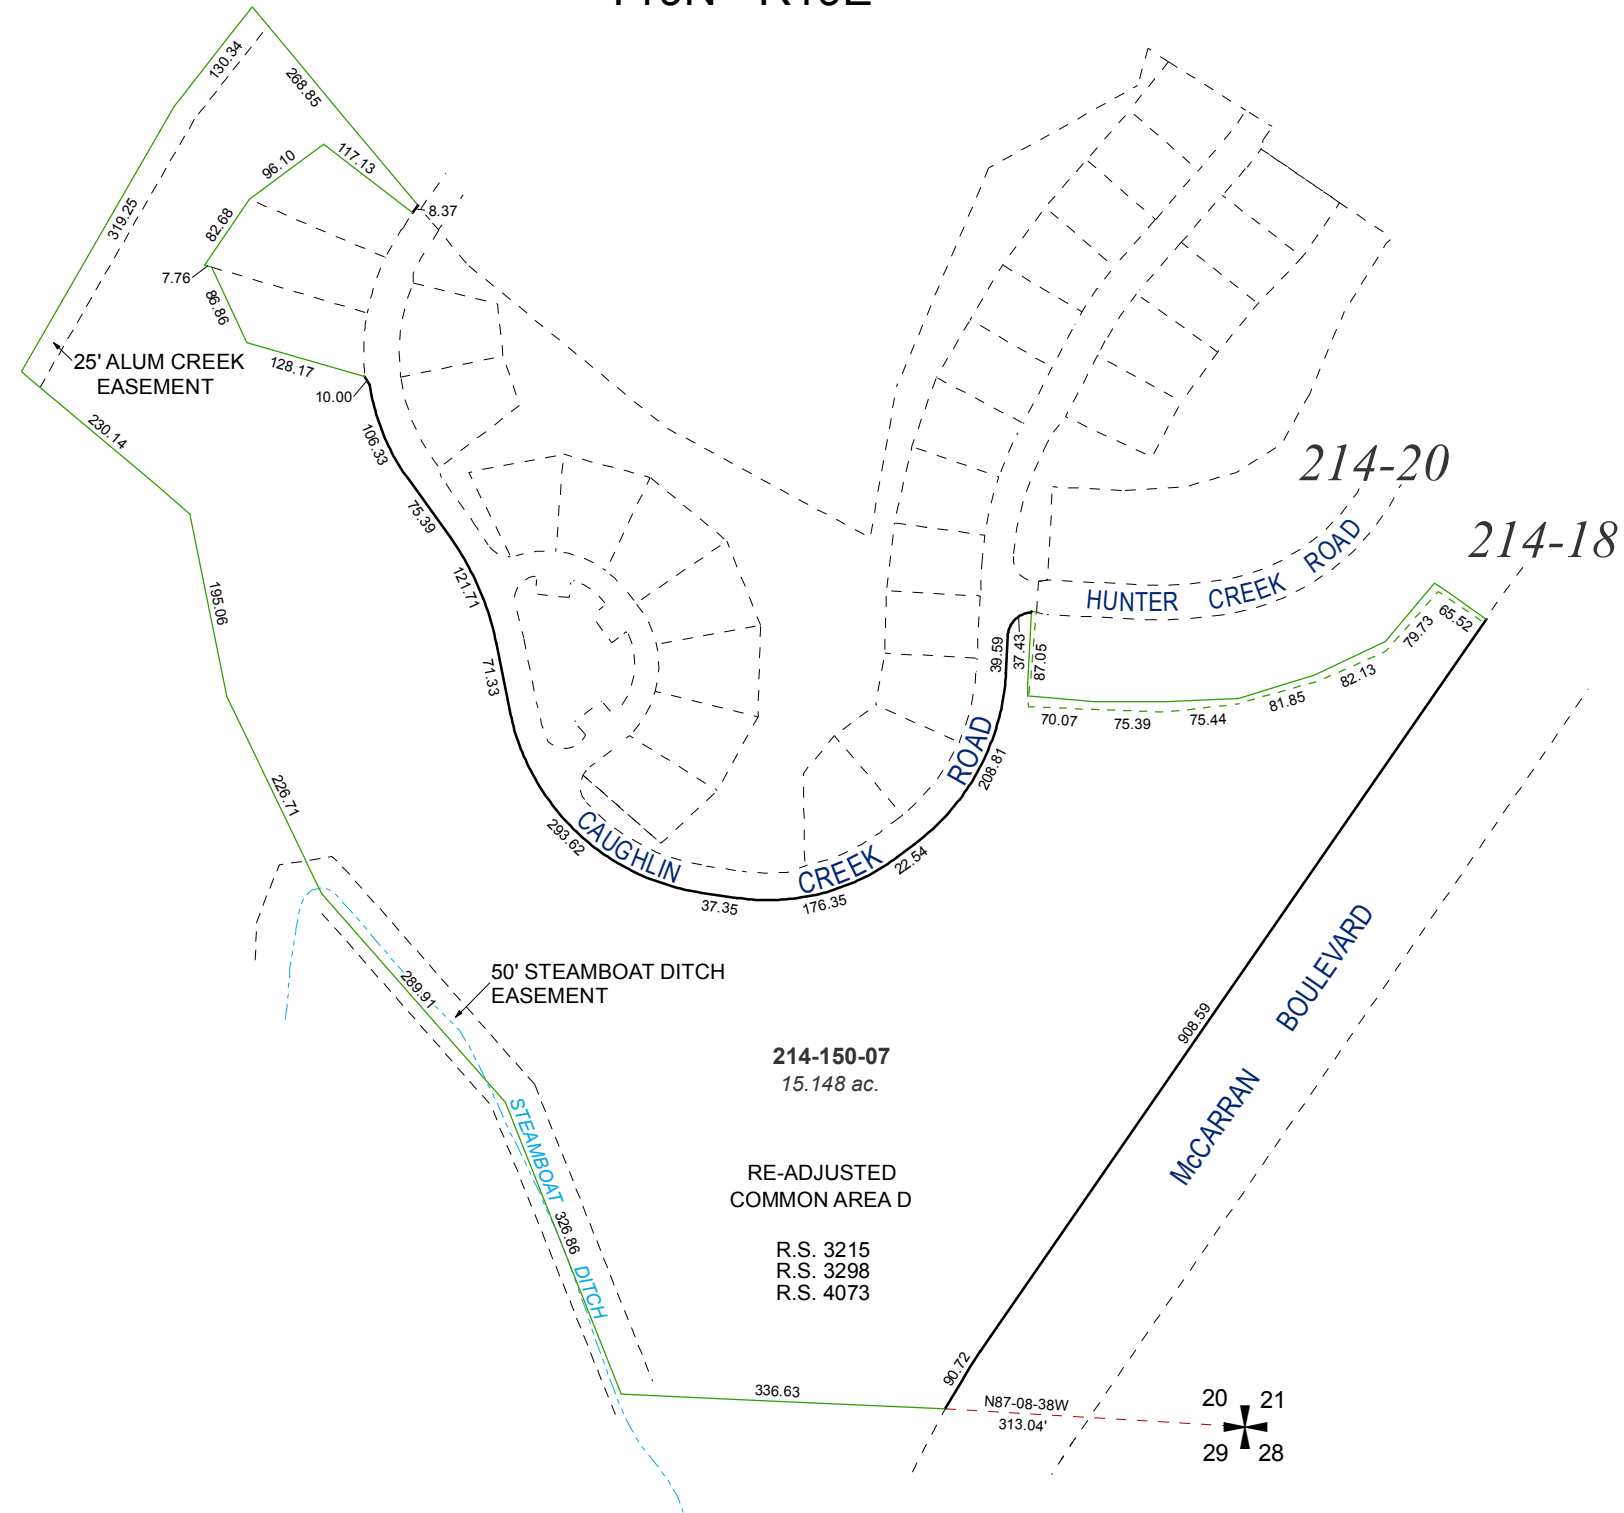 130.34
268.85
96.10
117.13
8.37
82.68
319.25
7.76
86.86
25' ALUM CREEK
EASEMENT
128.17
10.00
230.14
106.33
75.39
214-20
214-18
195.06
121.71
HUNTER CREEK ROAD
65.52
79.73
82.13
81.85
75.44
75.39
70.07
87.05
37.43
39.59
71.33
208.81
226.71
293.62
CAUGHLIN CREEK ROAD
22.54
37.35
176.35
289.91
50' STEAMBOAT DITCH
EASEMENT
908.59
McCARRAN BOULEVARD
214-150-07
15.148 ac.
STEAMBOAT DITCH
326.86
RE-ADJUSTED
COMMON AREA D
R.S. 3215
R.S. 3298
R.S. 4073
90.72
336.63
N87-08-38W
313.04'
20 21
29 28